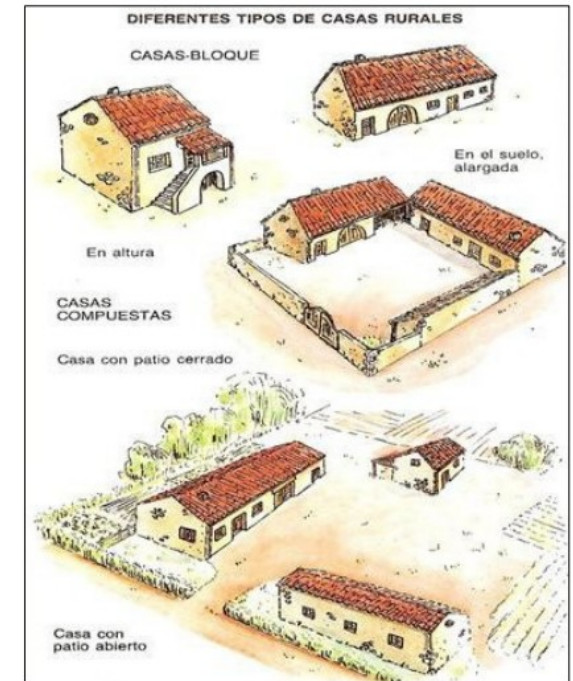 DIFERENTES TIPOS DE CASAS RURALES
CASAS-BLOQUE
En el suelo,
alargada
En altura
CASAS
COMPUESTAS
Casa con patio cerrado
Casa con
patio abierto